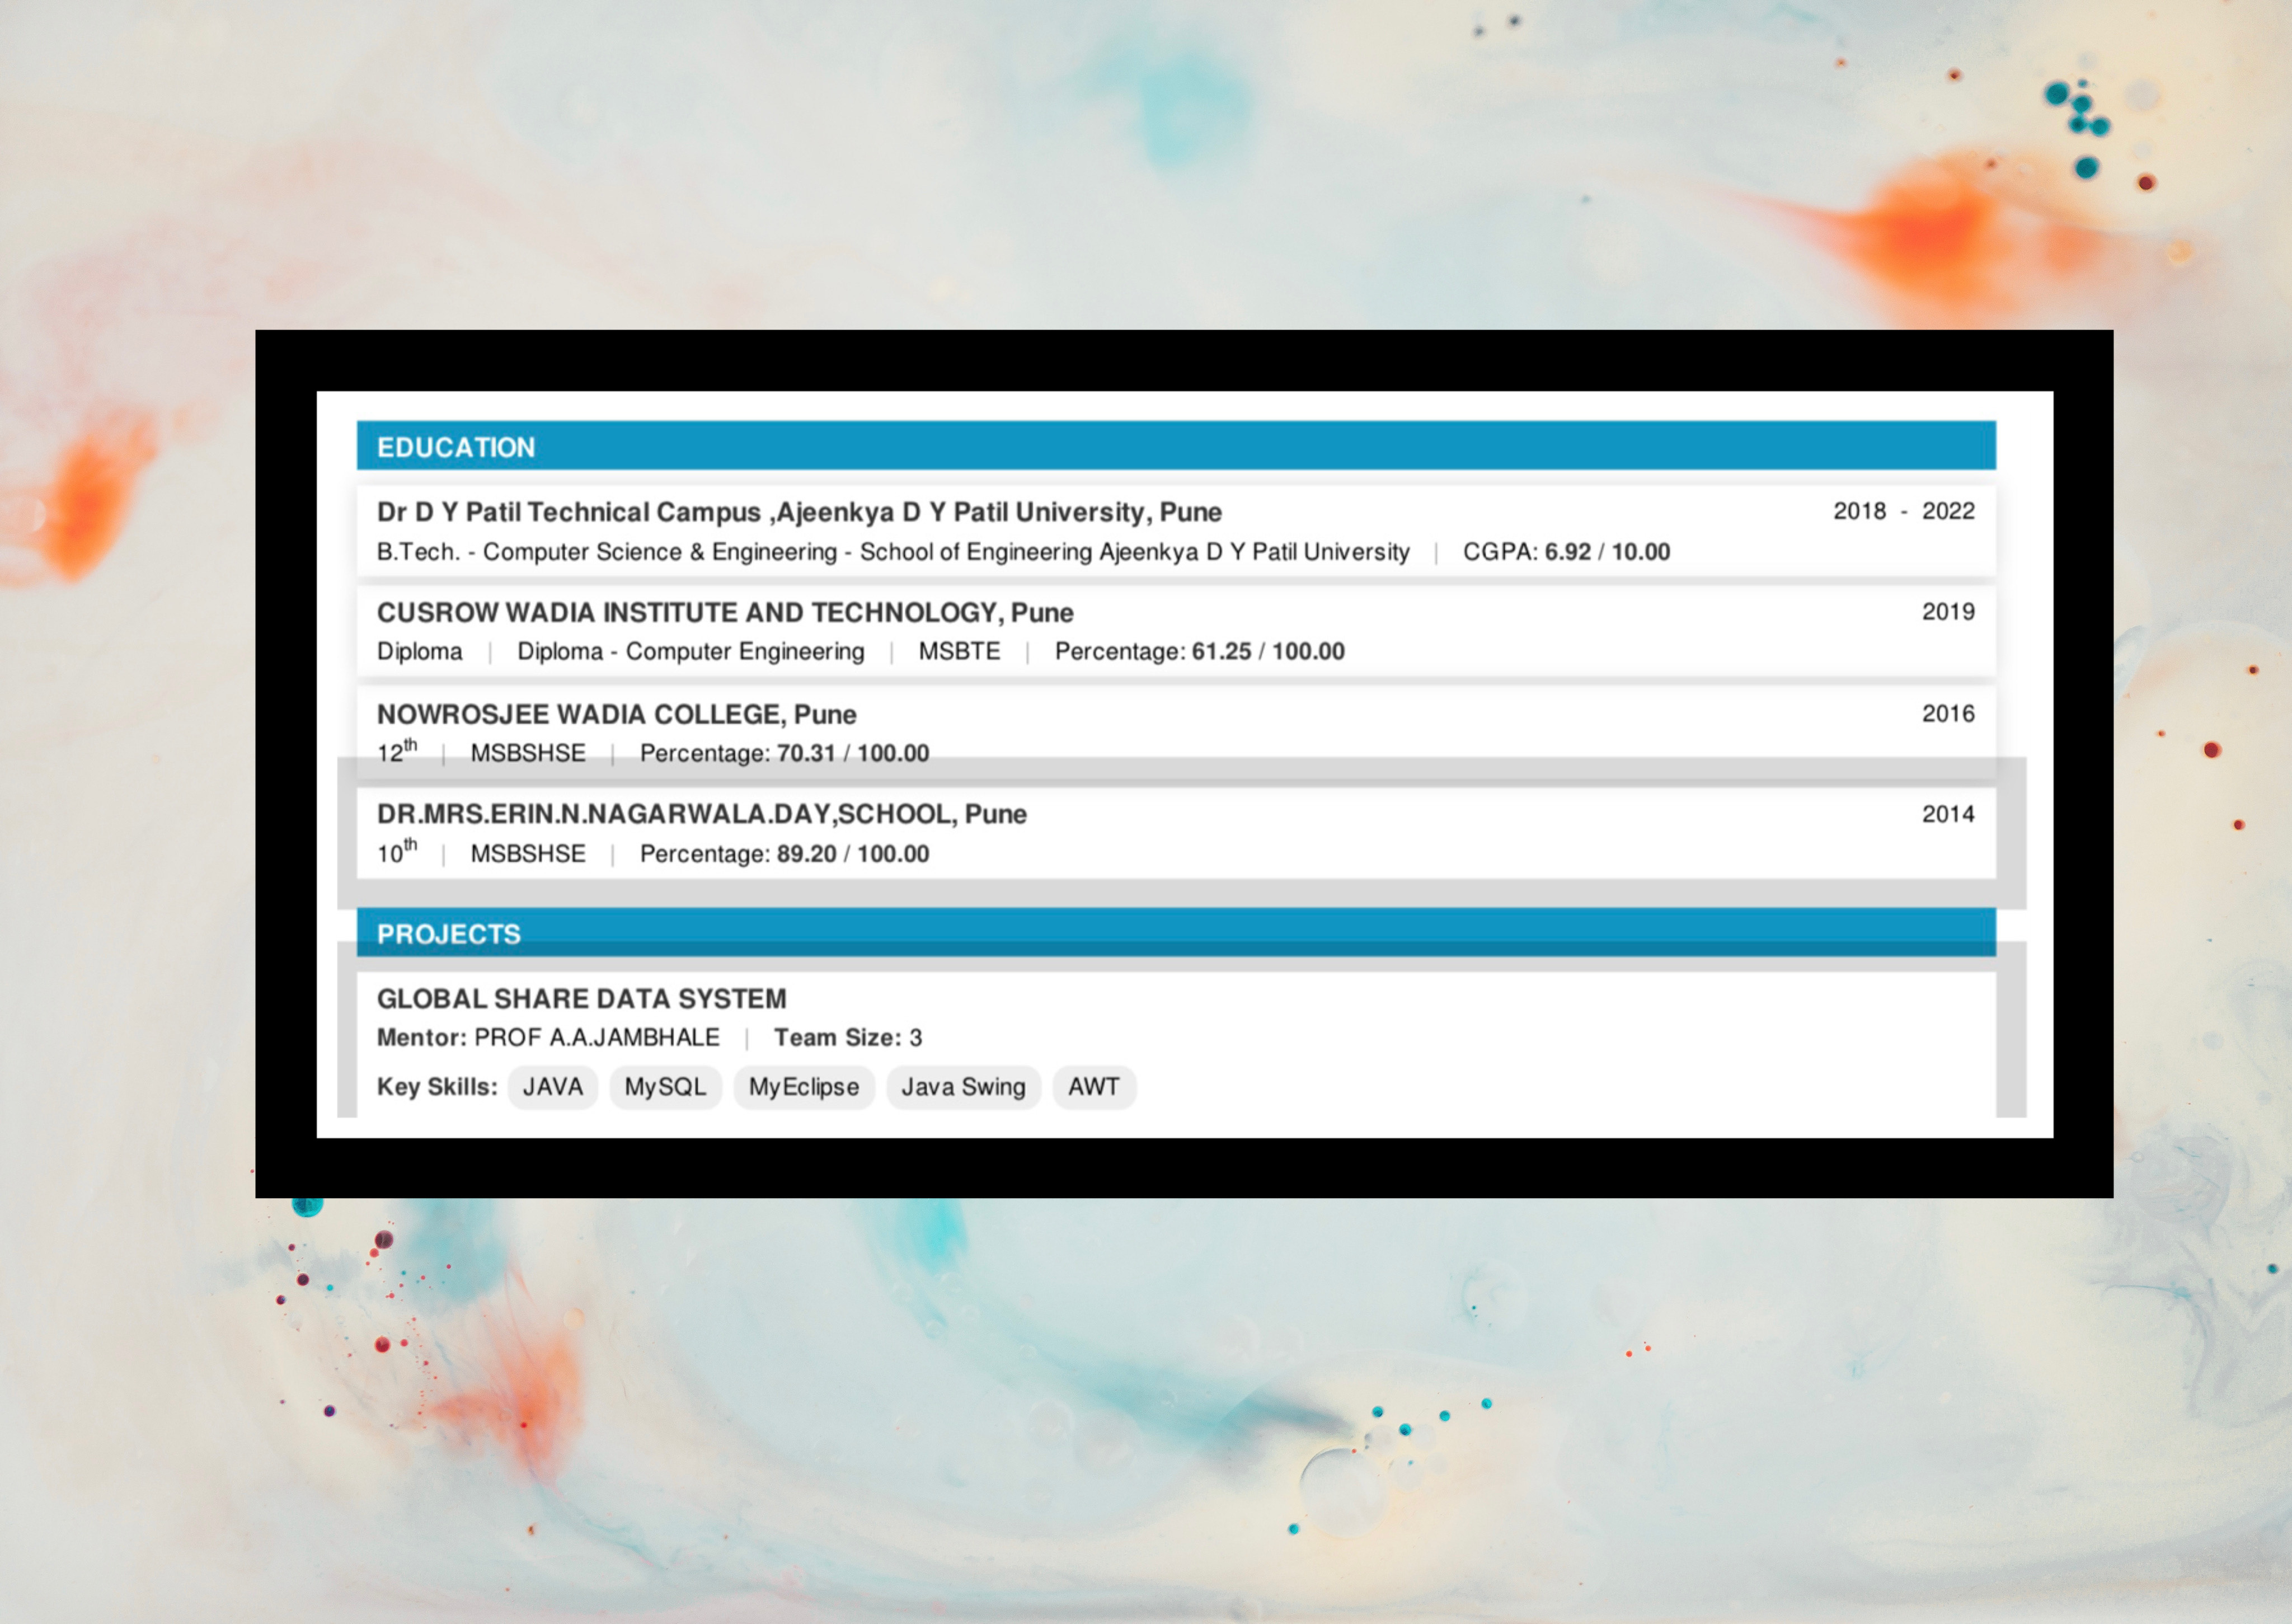 EDUCATION
Dr D Y Patil Technical Campus ,Ajeenkya D Y Patil University, Pune 2018 - 2022
B.Tech. - Computer Science & Engineering - School of Engineering Ajeenkya D Y Patil University | CGPA: 6.92 / 10.00
CUSROW WADIA INSTITUTE AND TECHNOLOGY, Pune 2019
Diploma | Diploma - Computer Engineering | MSBTE | Percentage: 61.25 / 100.00
NOWROSJEE WADIA COLLEGE, Pune 2016
12th | MSBSHSE | Percentage: 70.31 / 100.00
DR.MRS.ERIN.N.NAGARWALA.DAY,SCHOOL, Pune 2014
10th | MSBSHSE | Percentage: 89.20 / 100.00
PROJECTS
GLOBAL SHARE DATA SYSTEM
Mentor: PROF A.A.JAMBHALE | Team Size: 3
Key Skills: JAVA MySQL MyEclipse Java Swing AWT